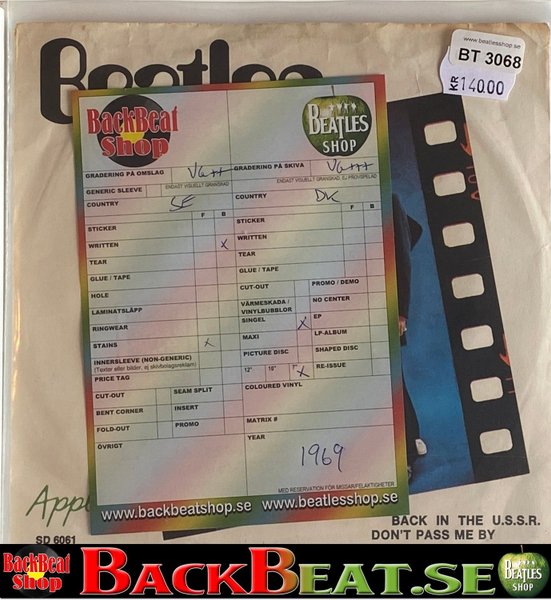 Beatles
www.beatlesshop.se
BT 3068
KR 140.00
BackBeat
Shop
BEATLES
SHOP
GRADERING PÅ OMSLAG VG++ GRADERING PÅ SKIVA VG+++
GENERIC SLEEVE ENDAST VISUELLT GRANSKAD ENDAST VISUELLT GRANSKAD, EJ PROVSPELAD
COUNTRY SE COUNTRY DK
F B F B
STICKER STICKER
WRITTEN X WRITTEN
TEAR TEAR
GLUE / TAPE GLUE / TAPE
HOLE CUT-OUT PROMO / DEMO
LAMINATSLÄPP VÄRMESKADA / VINYLBUBBLOR NO CENTER
RINGWEAR SINGEL X EP
STAINS X MAXI LP-ALBUM
INNERSLEEVE (NON-GENERIC) PICTURE DISC SHAPED DISC
(Texter eller bilder, ej skivbolagsreklam) 12" 10" 7" X RE-ISSUE
PRICE TAG COLOURED VINYL
CUT-OUT SEAM SPLIT
BENT CORNER INSERT MATRIX #
FOLD-OUT PROMO YEAR
ÖVRIGT 1969
MED RESERVATION FÖR MISSAR/FELAKTIGHETER
www.backbeatshop.se www.beatlesshop.se
Appl
SD 6061
BACK IN THE U.S.S.R.
DON'T PASS ME BY
BackBeat
Shop
BACKBEAT.SE
BEATLES
SHOP